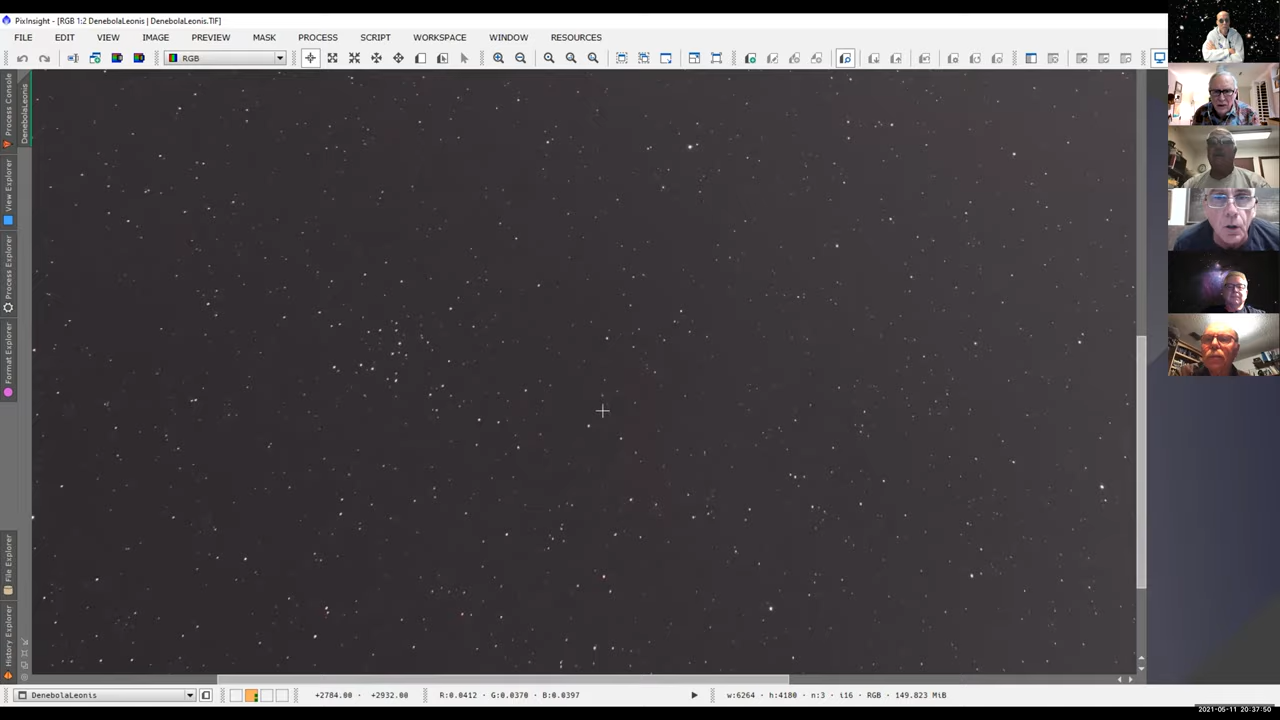 PixInsight - [RGB 1:2 DenebolaLeonis | DenebolaLeonis.TIF]
FILE EDIT VIEW IMAGE PREVIEW MASK PROCESS SCRIPT WORKSPACE WINDOW RESOURCES
RGB
Process Console
DenebolaLeonis
View Explorer
Process Explorer
Format Explorer
File Explorer
History Explorer
DenebolaLeonis
+2784.00 +2932.00
R:0.0412 G:0.0370 B:0.0397
w:6264 h:4180 n:3 i16 RGB 149.823 MiB
2021-05-11 20:37:50